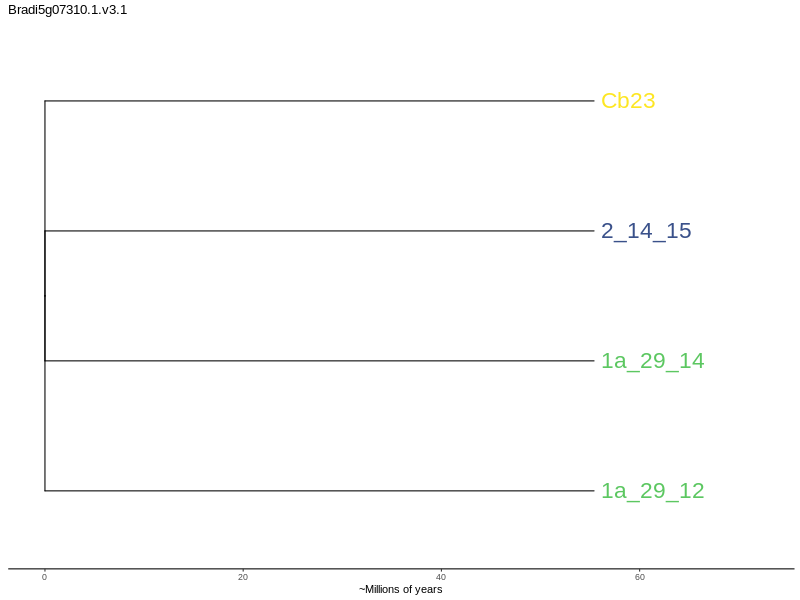 Bradi5g07310.1.v3.1
Cb23
2_14_15
1a_29_14
1a_29_12
0 20 40 60
~Millions of years